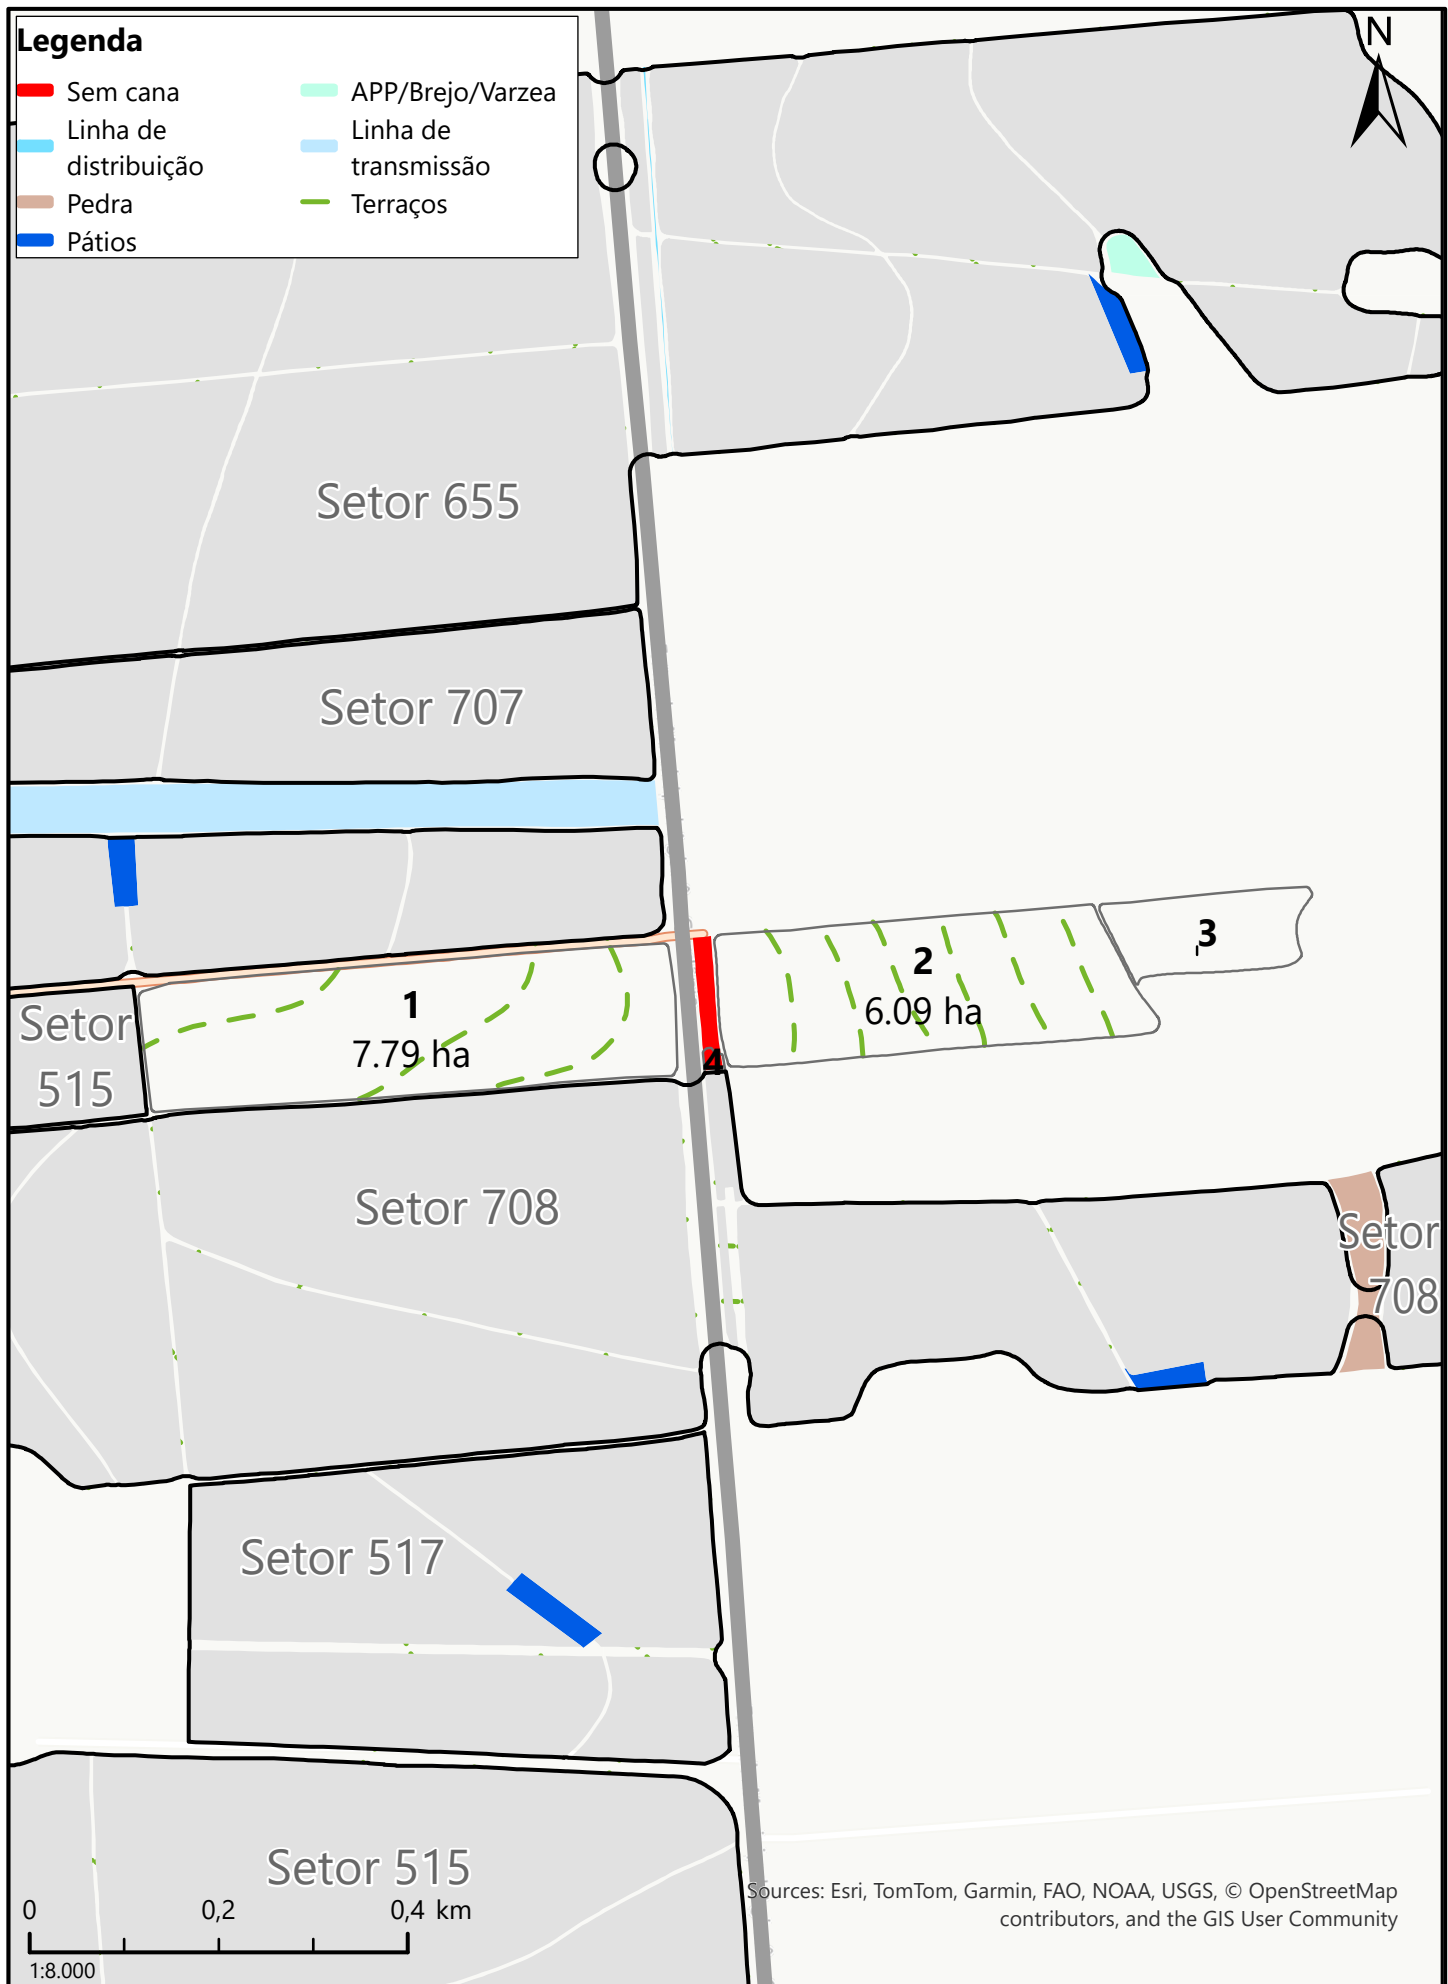 Legenda
Sem cana
Linha de
distribuição
Pedra
Pátios
APP/Brejo/Varzea
Linha de
transmissão
Terraços
N
Setor 655
Setor 707
1
7.79 ha
2
6.09 ha
3
,
4
Setor
515
Setor 708
Setor
708
Setor 517
Setor 515
0 0,2 0,4 km
1:8.000
Sources: Esri, TomTom, Garmin, FAO, NOAA, USGS, © OpenStreetMap
contributors, and the GIS User Community